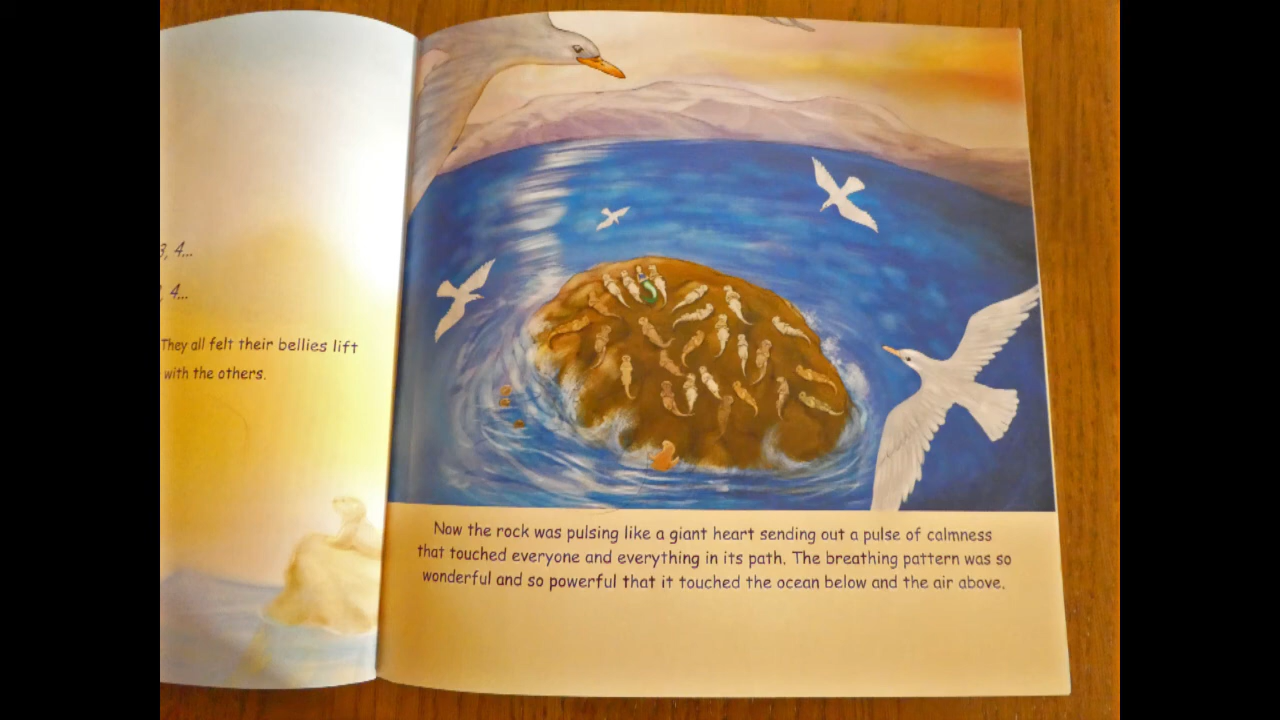 3, 4...
4...
They all felt their bellies lift
with the others.
Now the rock was pulsing like a giant heart sending out a pulse of calmness
that touched everyone and everything in its path. The breathing pattern was so
wonderful and so powerful that it touched the ocean below and the air above.